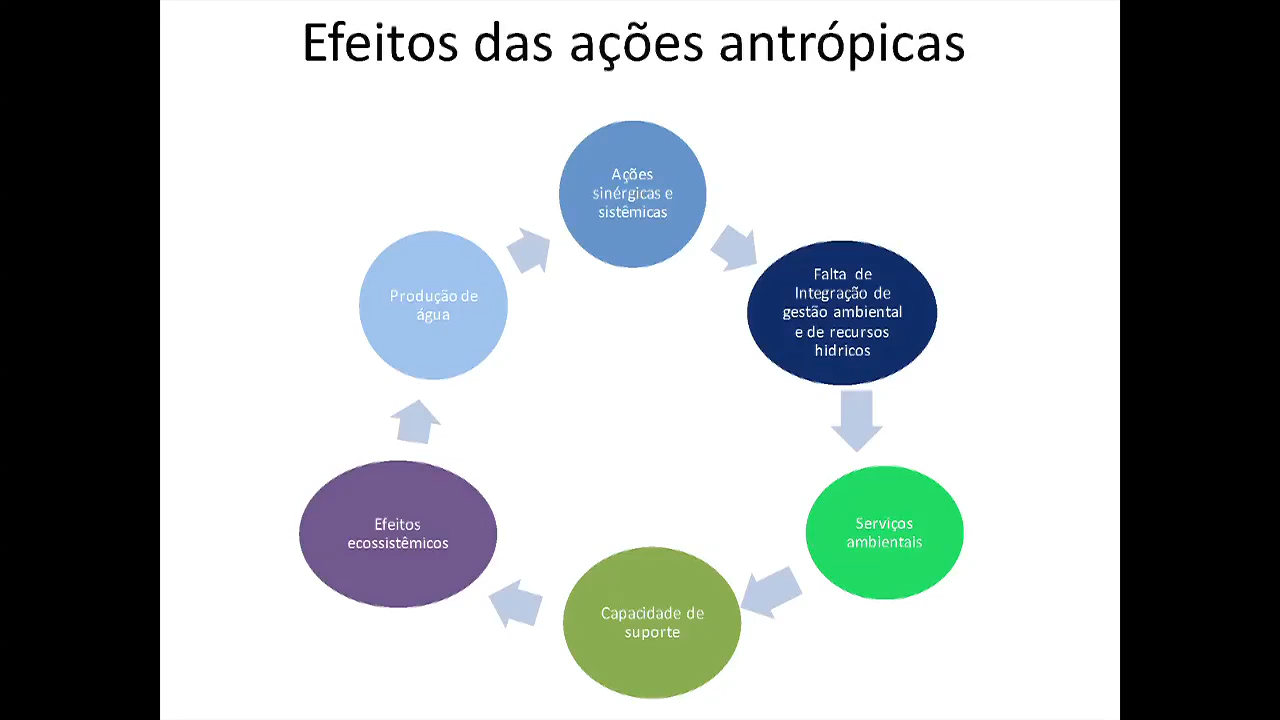 Efeitos das ações antrópicas
Ações
sinérgicas e
sistêmicas
Falta de
Integração de
gestão ambiental
e de recursos
hidricos
Serviços
ambientais
Capacidade de
suporte
Efeitos
ecossistêmicos
Produção de
água